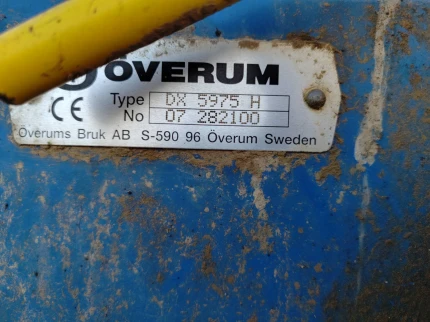 ÖVERUM
CE
Type DX 5975 H
No 07 282100
Överums Bruk AB S-590 96 Överum Sweden